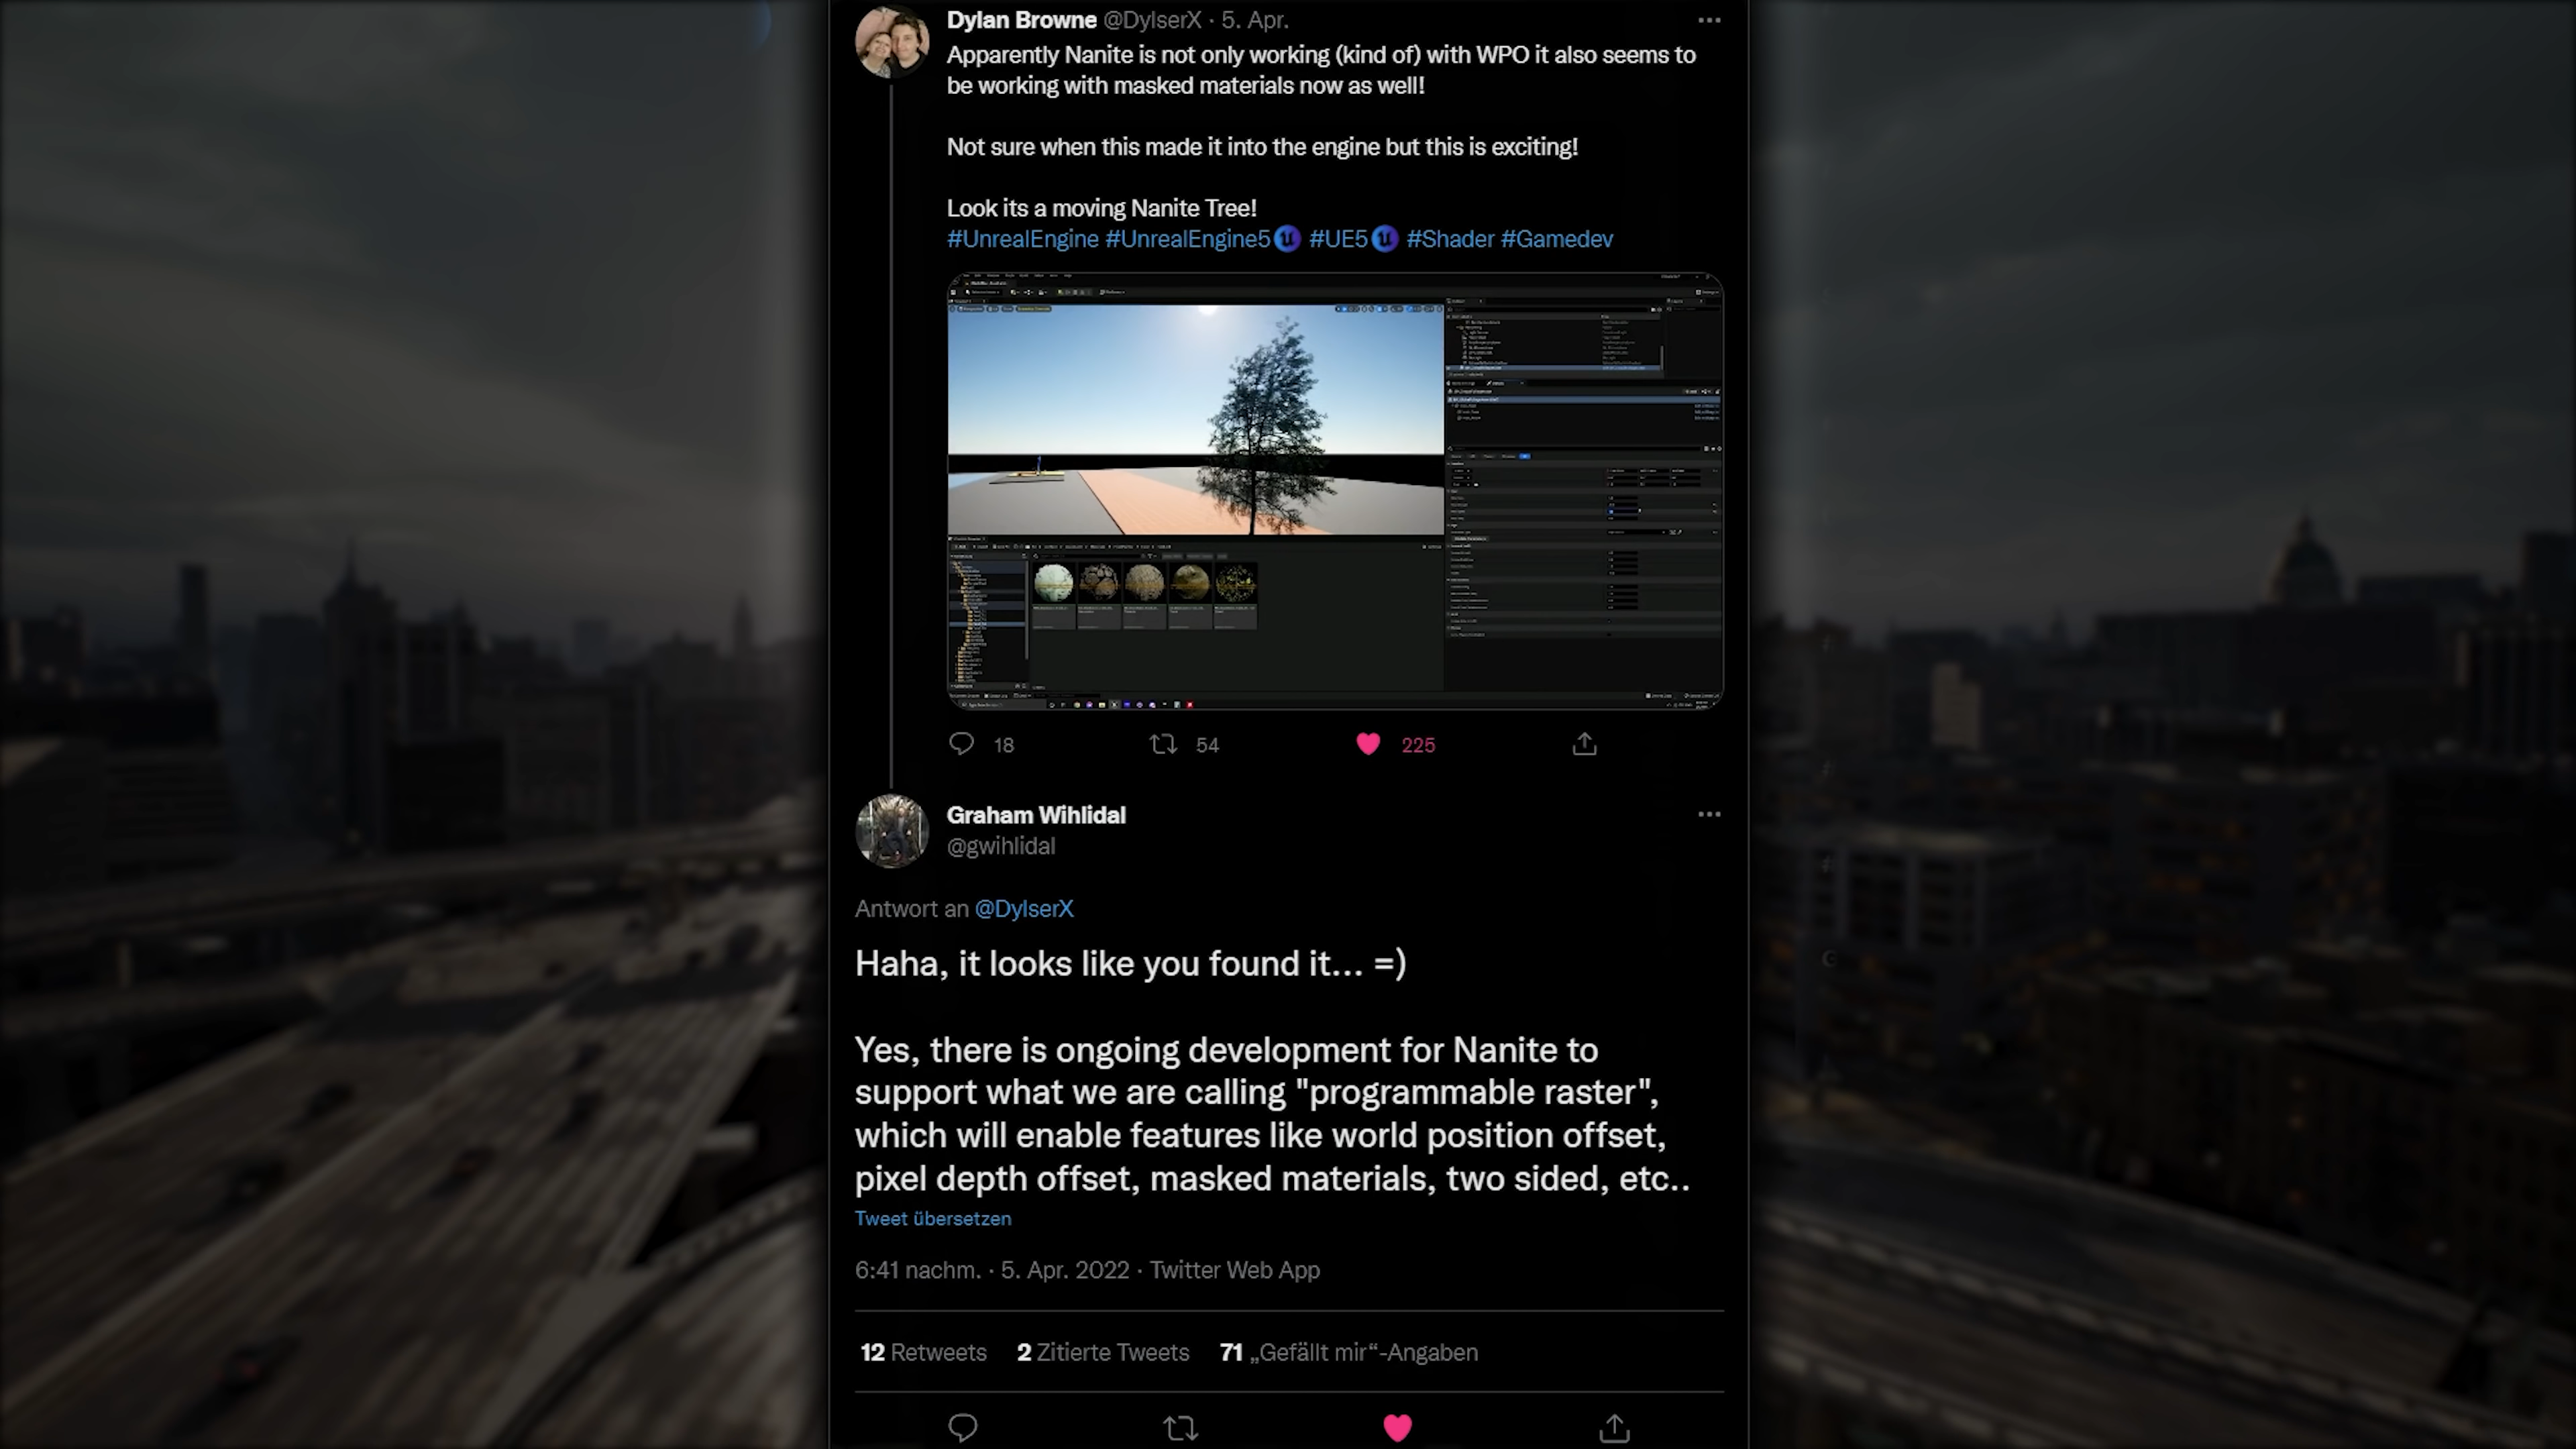 Dylan Browne @DylserX · 5. Apr.
Apparently Nanite is not only working (kind of) with WPO it also seems to
be working with masked materials now as well!
Not sure when this made it into the engine but this is exciting!
Look its a moving Nanite Tree!
#UnrealEngine #UnrealEngine5 #UE5 #Shader #Gamedev
18 54 225
Graham Wihlidal
@gwihlidal
Antwort an @DylserX
Haha, it looks like you found it... =)
Yes, there is ongoing development for Nanite to
support what we are calling "programmable raster",
which will enable features like world position offset,
pixel depth offset, masked materials, two sided, etc..
Tweet übersetzen
6:41 nachm. · 5. Apr. 2022 · Twitter Web App
12 Retweets 2 Zitierte Tweets 71 „Gefällt mir“-Angaben